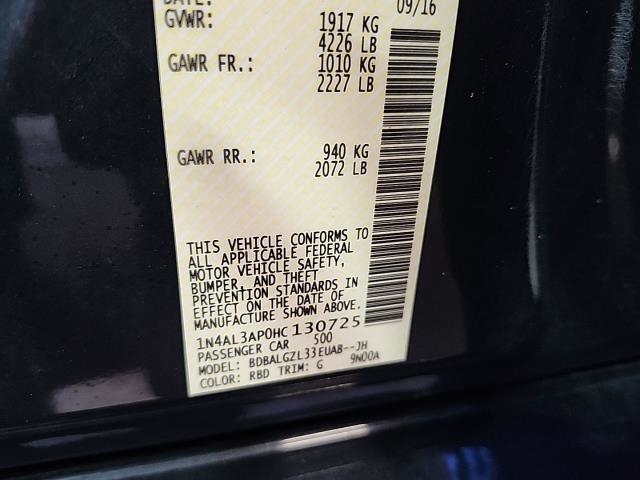 DATE: 09/16
GVWR: 1917 KG
4226 LB
GAWR FR.: 1010 KG
2227 LB
GAWR RR.: 940 KG
2072 LB
THIS VEHICLE CONFORMS TO
ALL APPLICABLE FEDERAL
MOTOR VEHICLE SAFETY,
BUMPER, AND THEFT
PREVENTION STANDARDS IN
EFFECT ON THE DATE OF
MANUFACTURE SHOWN ABOVE.
1N4AL3AP0HC130725
PASSENGER CAR 500
MODEL: BDBALGZL33EUAB--JH
COLOR: RBD TRIM: G 9N00A